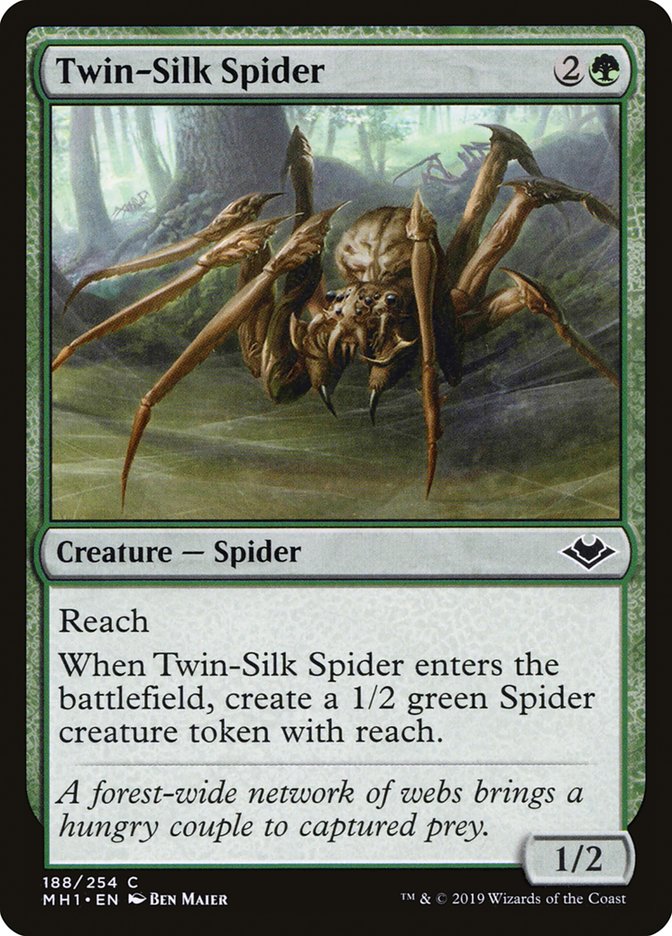 Twin-Silk Spider 2
Creature — Spider
Reach
When Twin-Silk Spider enters the
battlefield, create a 1/2 green Spider
creature token with reach.
A forest-wide network of webs brings a
hungry couple to captured prey.
1/2
188/254 C
MH1 • EN Ben Maier
™ & © 2019 Wizards of the Coast